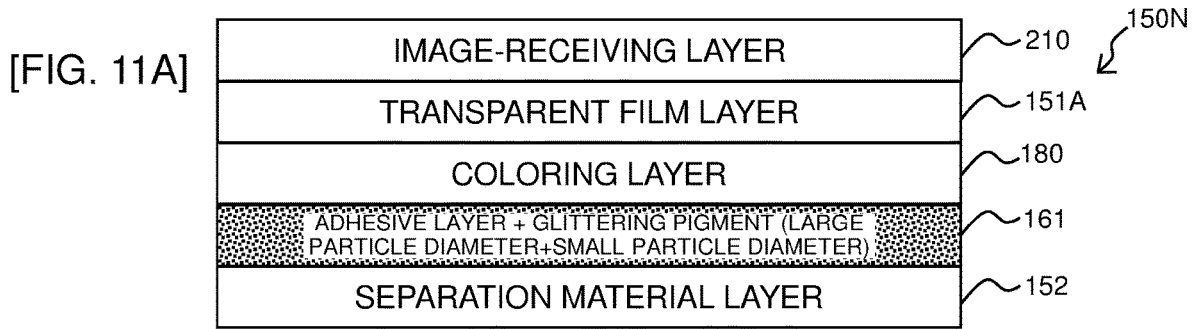 150N
IMAGE-RECEIVING LAYER 210
[FIG. 11A]
TRANSPARENT FILM LAYER 151A
COLORING LAYER 180
ADHESIVE LAYER + GLITTERING PIGMENT (LARGE
PARTICLE DIAMETER+SMALL PARTICLE DIAMETER) 161
SEPARATION MATERIAL LAYER 152